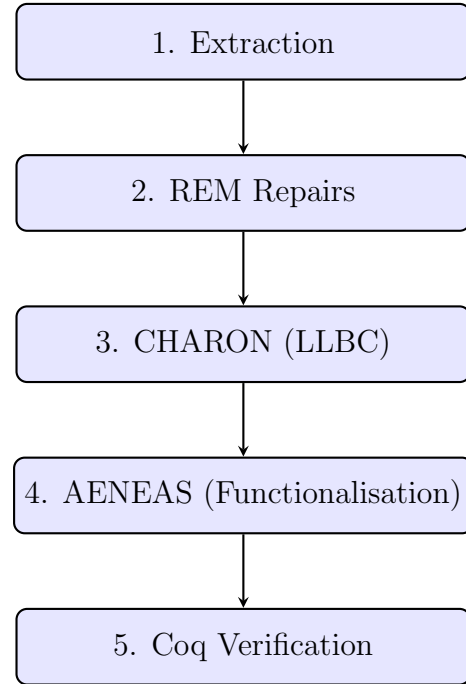 1. Extraction
2. REM Repairs
3. CHARON (LLBC)
4. AENEAS (Functionalisation)
5. Coq Verification